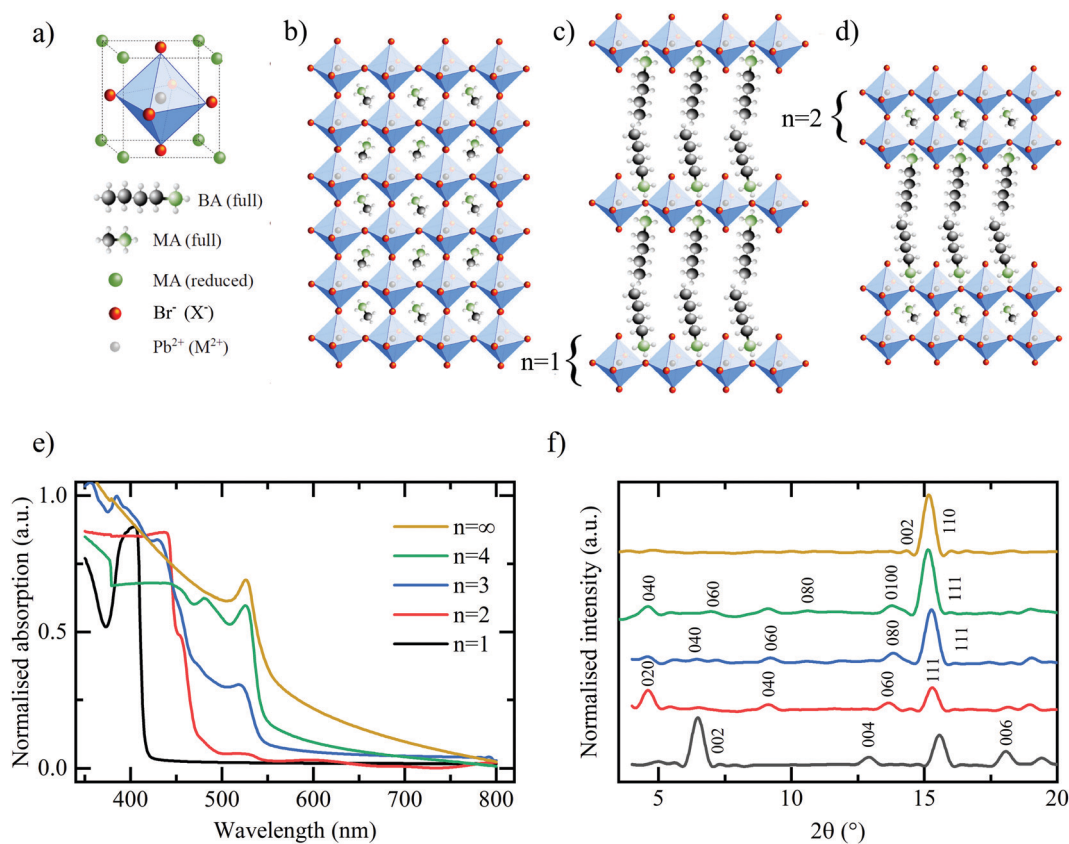 a)
b)
c)
d)
BA (full)
MA (full)
MA (reduced)
Br⁻ (X⁻)
Pb²⁺ (M²⁺)
n=1
n=2
e)
f)
Normalised absorption (a.u.)
1.0
0.5
0.0
n=∞
n=4
n=3
n=2
n=1
400
500
600
700
800
Wavelength (nm)
Normalised intensity (a.u.)
002
110
040
060
080
0100
111
040
060
080
111
020
040
060
111
002
004
006
5
10
15
20
2θ (°)